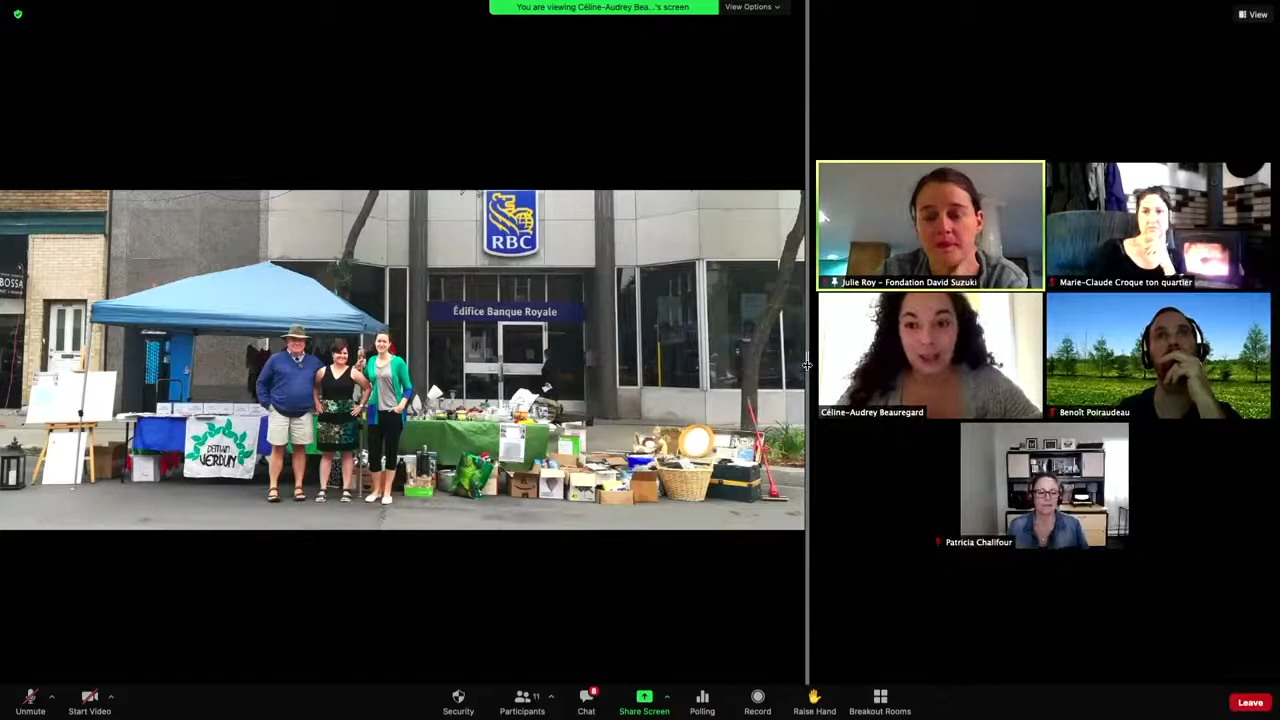 You are viewing Céline-Audrey Bea...'s screen
View Options
View
RBC
Édifice Banque Royale
BOSSA
DEMAIN
VERDUN
Julie Roy – Fondation David Suzuki
Marie-Claude Croque ton quartier
Céline-Audrey Beauregard
Benoît Poiraudeau
Patricia Chalifour
Unmute
Start Video
Security
Participants
11
Chat
8
Share Screen
Polling
Record
Raise Hand
Breakout Rooms
Leave